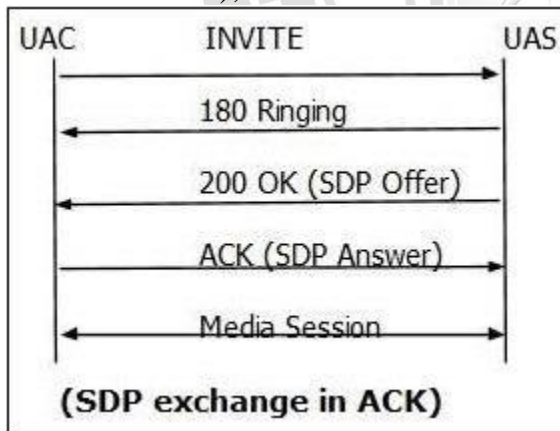 UAC INVITE UAS
180 Ringing
200 OK (SDP Offer)
ACK (SDP Answer)
Media Session
(SDP exchange in ACK)